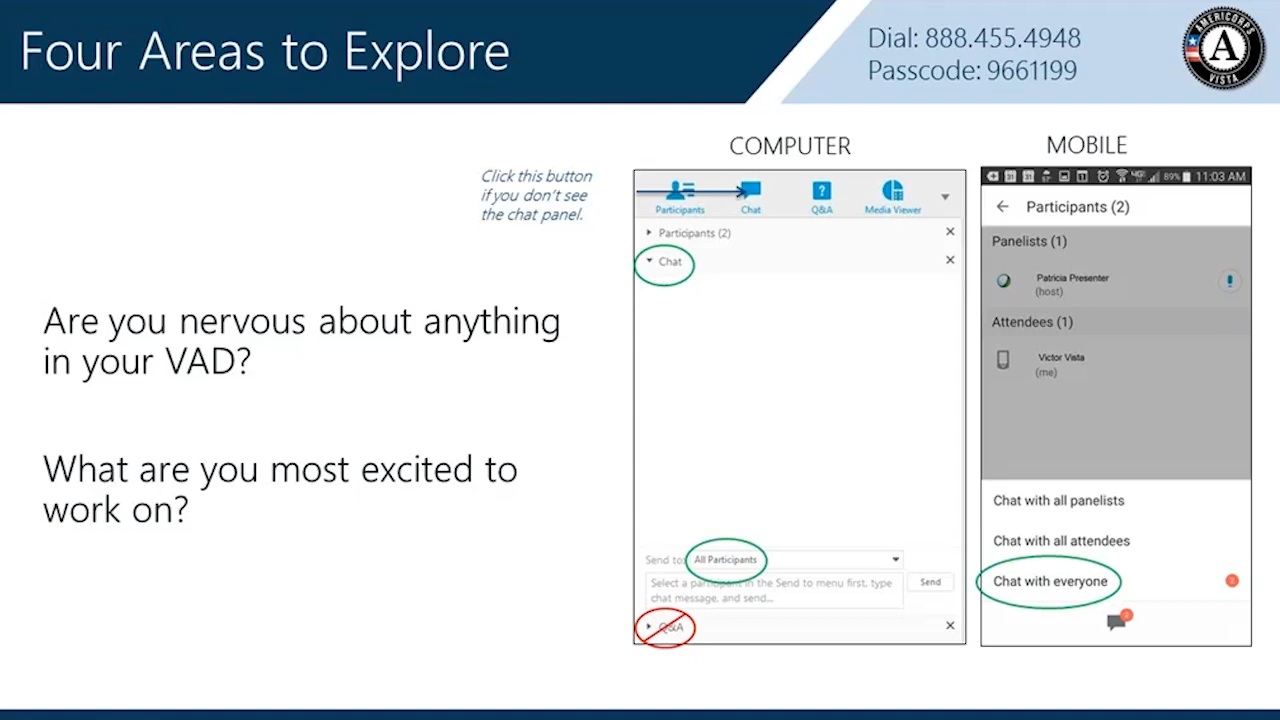 Four Areas to Explore
Dial: 888.455.4948
Passcode: 9661199
AMERICORPS
A
VISTA
Click this button
if you don't see
the chat panel.
Are you nervous about anything
in your VAD?
What are you most excited to
work on?
COMPUTER
Participants
Chat
Q&A
Media Viewer
Participants (2)
Chat
Send to:
All Participants
Select a participant in the Send to menu first, type
chat message, and send...
Send
Q&A
MOBILE
89% 11:03 AM
Participants (2)
Panelists (1)
Patricia Presenter
(host)
Attendees (1)
Victor Vista
(me)
Chat with all panelists
Chat with all attendees
Chat with everyone